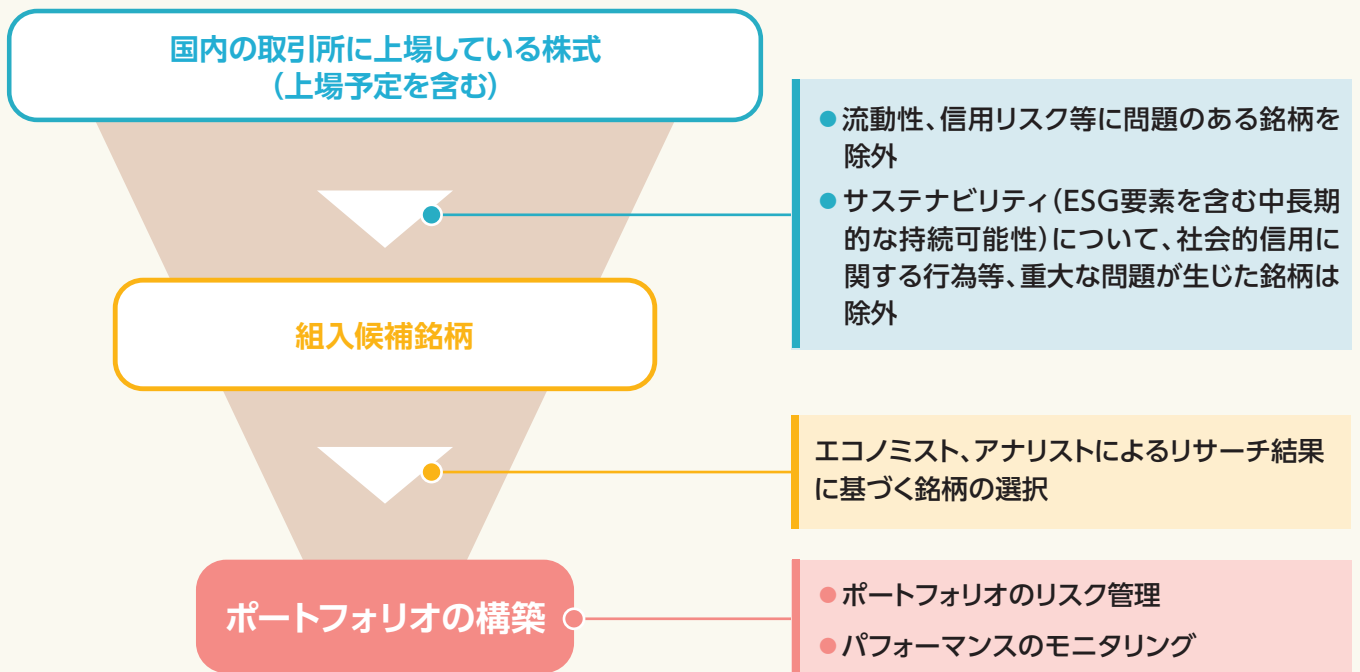 国内の取引所に上場している株式
(上場予定を含む)
●流動性、信用リスク等に問題のある銘柄を
除外
●サステナビリティ(ESG要素を含む中長期
的な持続可能性)について、社会的信用に
関する行為等、重大な問題が生じた銘柄は
除外
組入候補銘柄
エコノミスト、アナリストによるリサーチ結果
に基づく銘柄の選択
ポートフォリオの構築
●ポートフォリオのリスク管理
●パフォーマンスのモニタリング